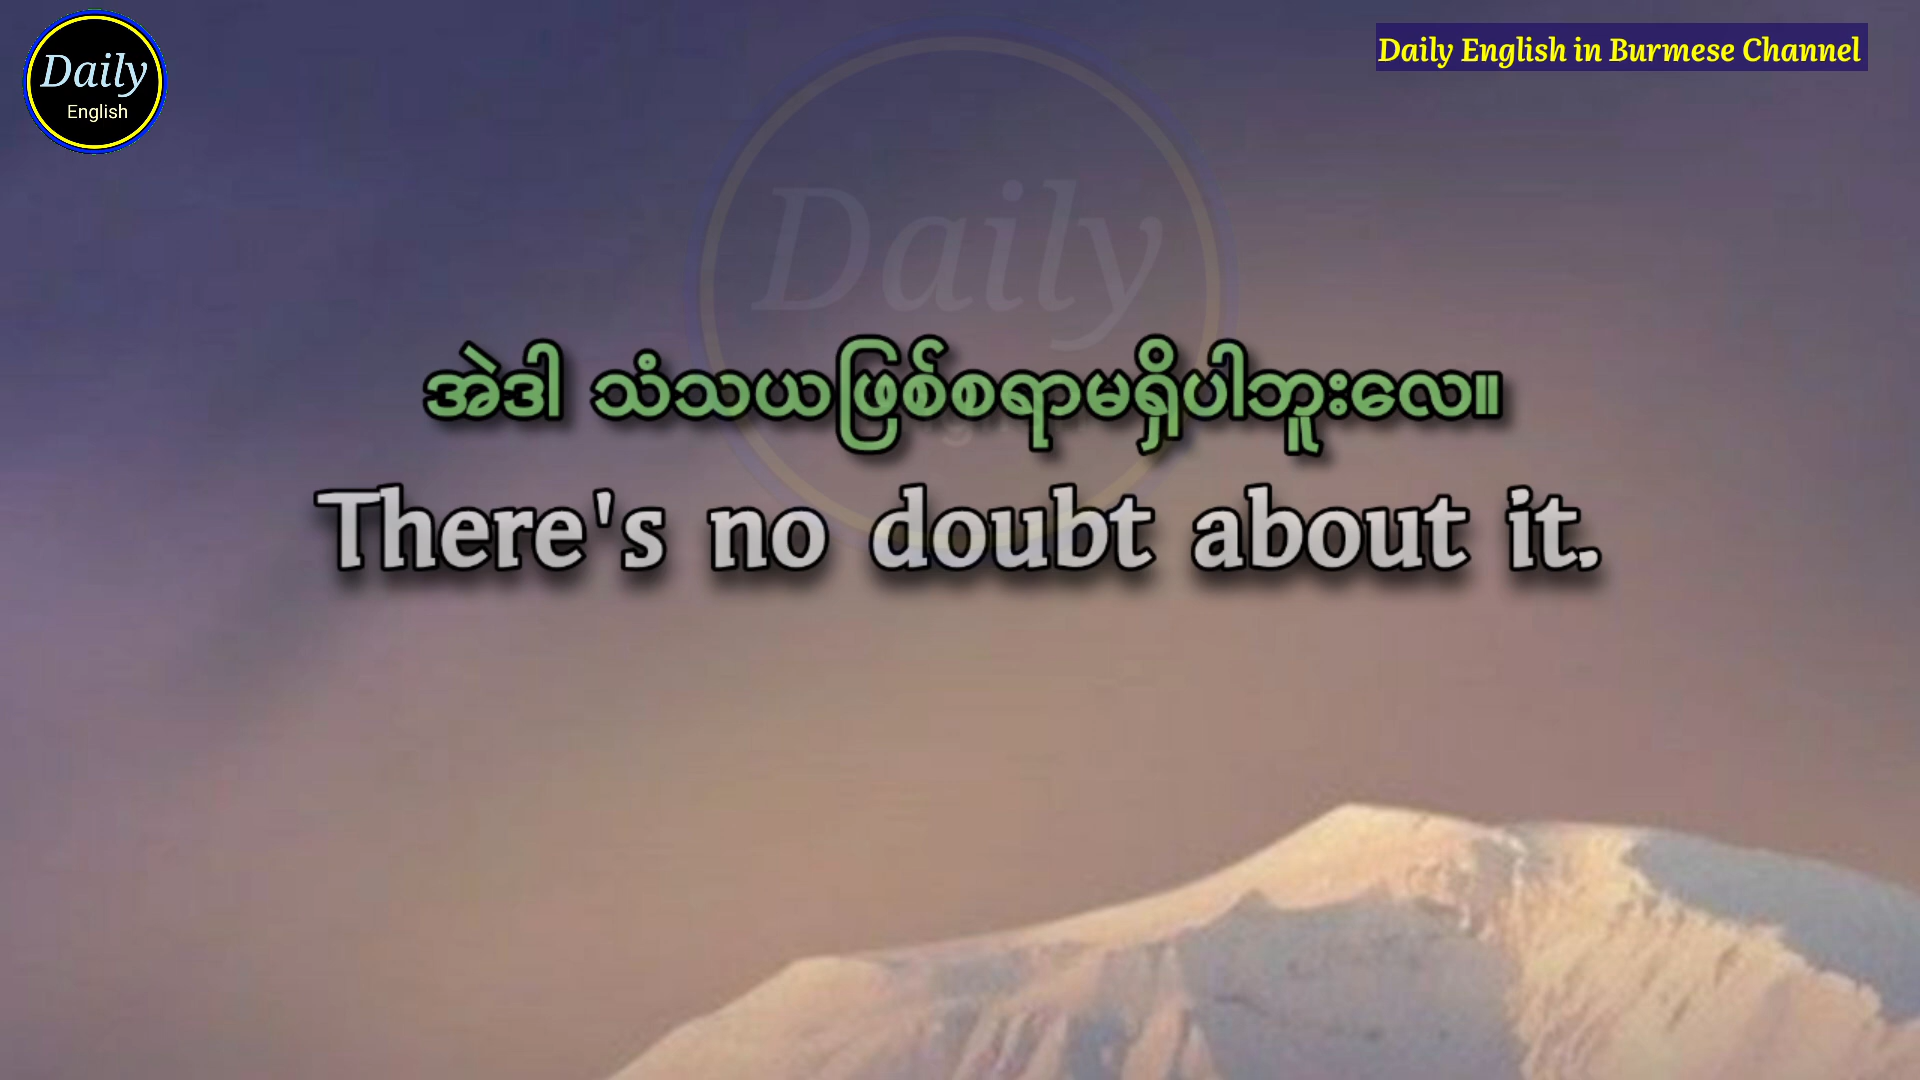 Daily
English
Daily English in Burmese Channel
Daily
အဲဒါ သံသယဖြစ်စရာမရှိပါဘူးလေ။
There's no doubt about it.